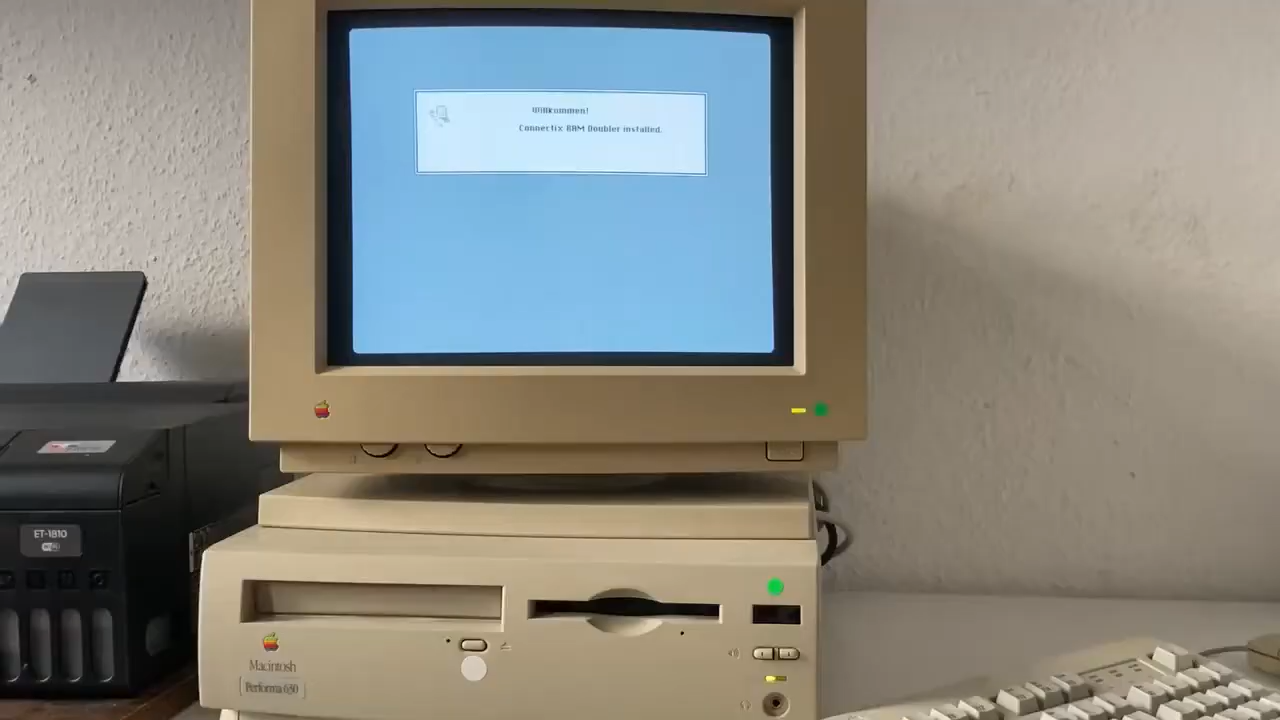 Willkommen!
Connectix RAM Doubler installed.
ET-1810
Macintosh
Performa 630